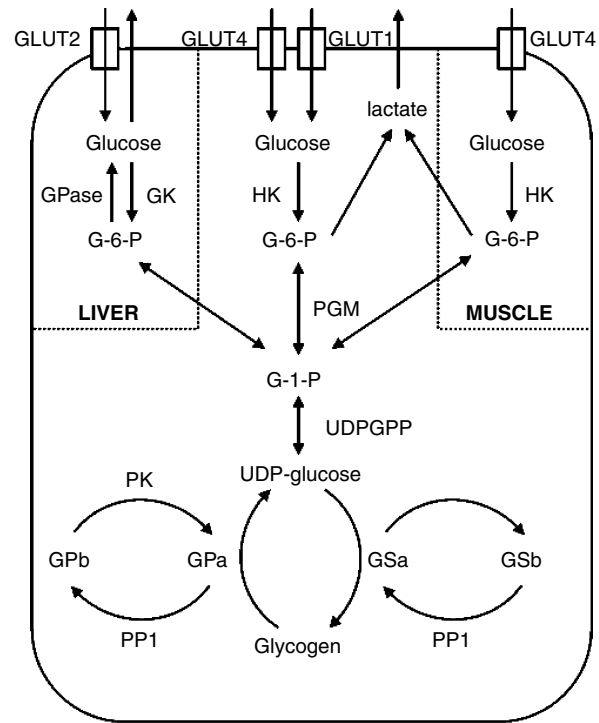 GLUT2 GLUT4 GLUT1 GLUT4
lactate
Glucose Glucose Glucose
GPase GK HK HK
G-6-P G-6-P G-6-P
LIVER PGM MUSCLE
G-1-P
UDPGPP
UDP-glucose
PK
GPb GPa GSa GSb
PP1 Glycogen PP1